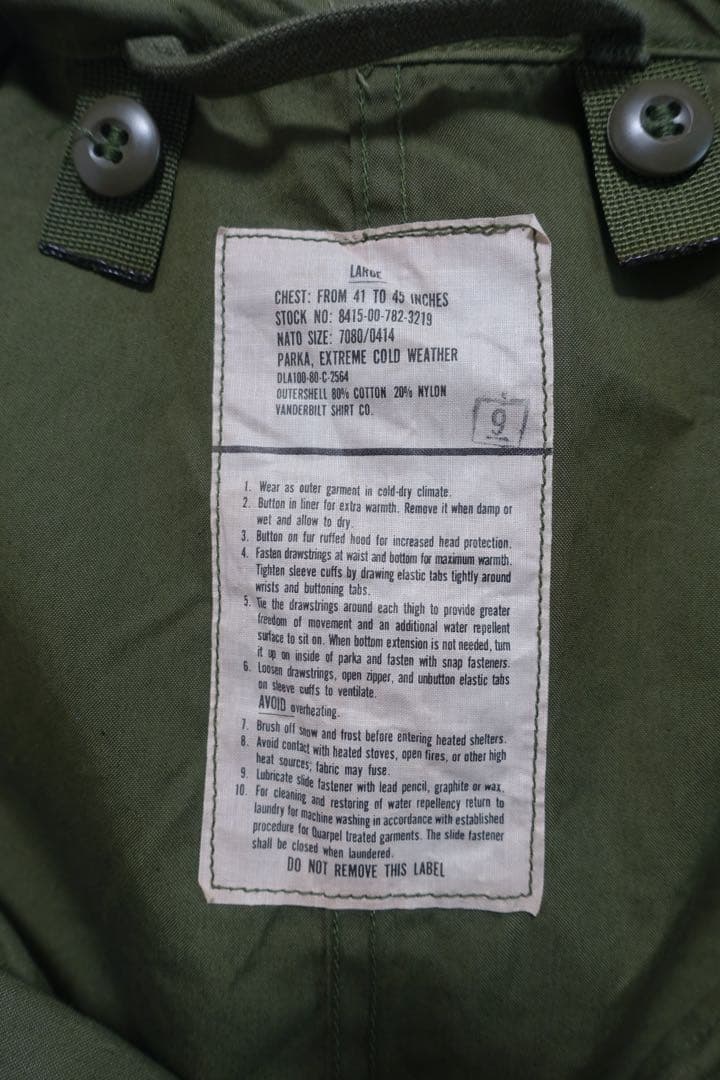 LARGE
CHEST: FROM 41 TO 45 INCHES
STOCK NO: 8415-00-782-3219
NATO SIZE: 7080/0414
PARKA, EXTREME COLD WEATHER
DLA100-80-C-2564
OUTERSHELL 80% COTTON 20% NYLON
VANDERBILT SHIRT CO.
9
1. Wear as outer garment in cold-dry climate.
2. Button in liner for extra warmth. Remove it when damp or
wet and allow to dry.
3. Button on fur ruffed hood for increased head protection.
4. Fasten drawstrings at waist and bottom for maximum warmth.
Tighten sleeve cuffs by drawing elastic tabs tightly around
wrists and buttoning tabs.
5. Tie the drawstrings around each thigh to provide greater
freedom of movement and an additional water repellent
surface to sit on. When bottom extension is not needed, turn
it up on inside of parka and fasten with snap fasteners.
6. Loosen drawstrings, open zipper, and unbutton elastic tabs
on sleeve cuffs to ventilate.
AVOID overheating.
7. Brush off snow and frost before entering heated shelters.
8. Avoid contact with heated stoves, open fires, or other high
heat sources; fabric may fuse.
9. Lubricate slide fastener with lead pencil, graphite or wax.
10. For cleaning and restoring of water repellency return to
laundry for machine washing in accordance with established
procedure for Quarpel treated garments. The slide fastener
shall be closed when laundered.
DO NOT REMOVE THIS LABEL